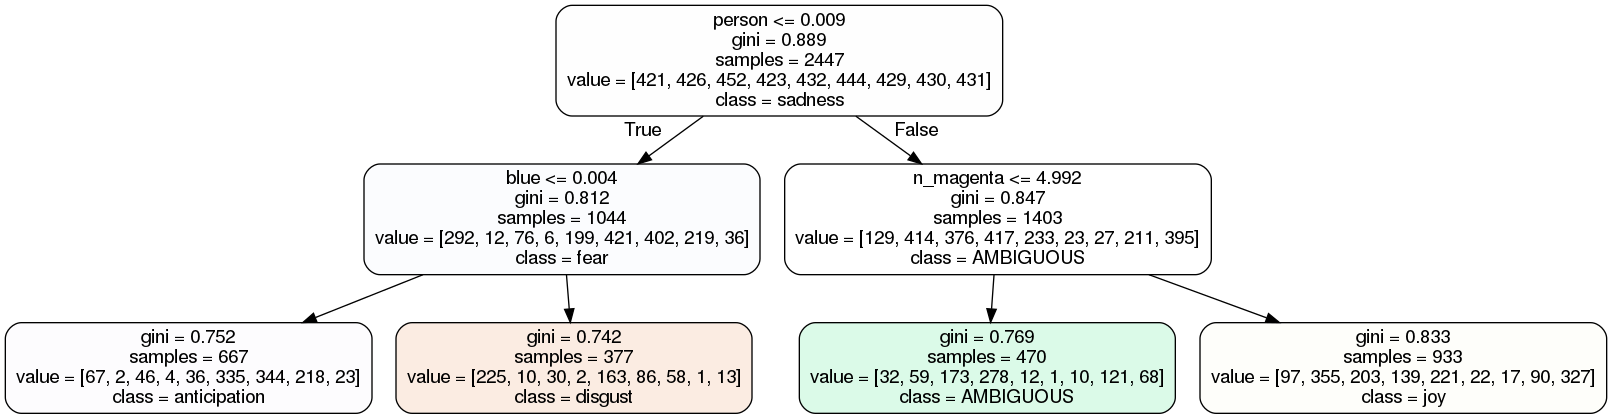 person <= 0.009
gini = 0.889
samples = 2447
value = [421, 426, 452, 423, 432, 444, 429, 430, 431]
class = sadness
True
False
blue <= 0.004
gini = 0.812
samples = 1044
value = [292, 12, 76, 6, 199, 421, 402, 219, 36]
class = fear
n_magenta <= 4.992
gini = 0.847
samples = 1403
value = [129, 414, 376, 417, 233, 23, 27, 211, 395]
class = AMBIGUOUS
gini = 0.752
samples = 667
value = [67, 2, 46, 4, 36, 335, 344, 218, 23]
class = anticipation
gini = 0.742
samples = 377
value = [225, 10, 30, 2, 163, 86, 58, 1, 13]
class = disgust
gini = 0.769
samples = 470
value = [32, 59, 173, 278, 12, 1, 10, 121, 68]
class = AMBIGUOUS
gini = 0.833
samples = 933
value = [97, 355, 203, 139, 221, 22, 17, 90, 327]
class = joy